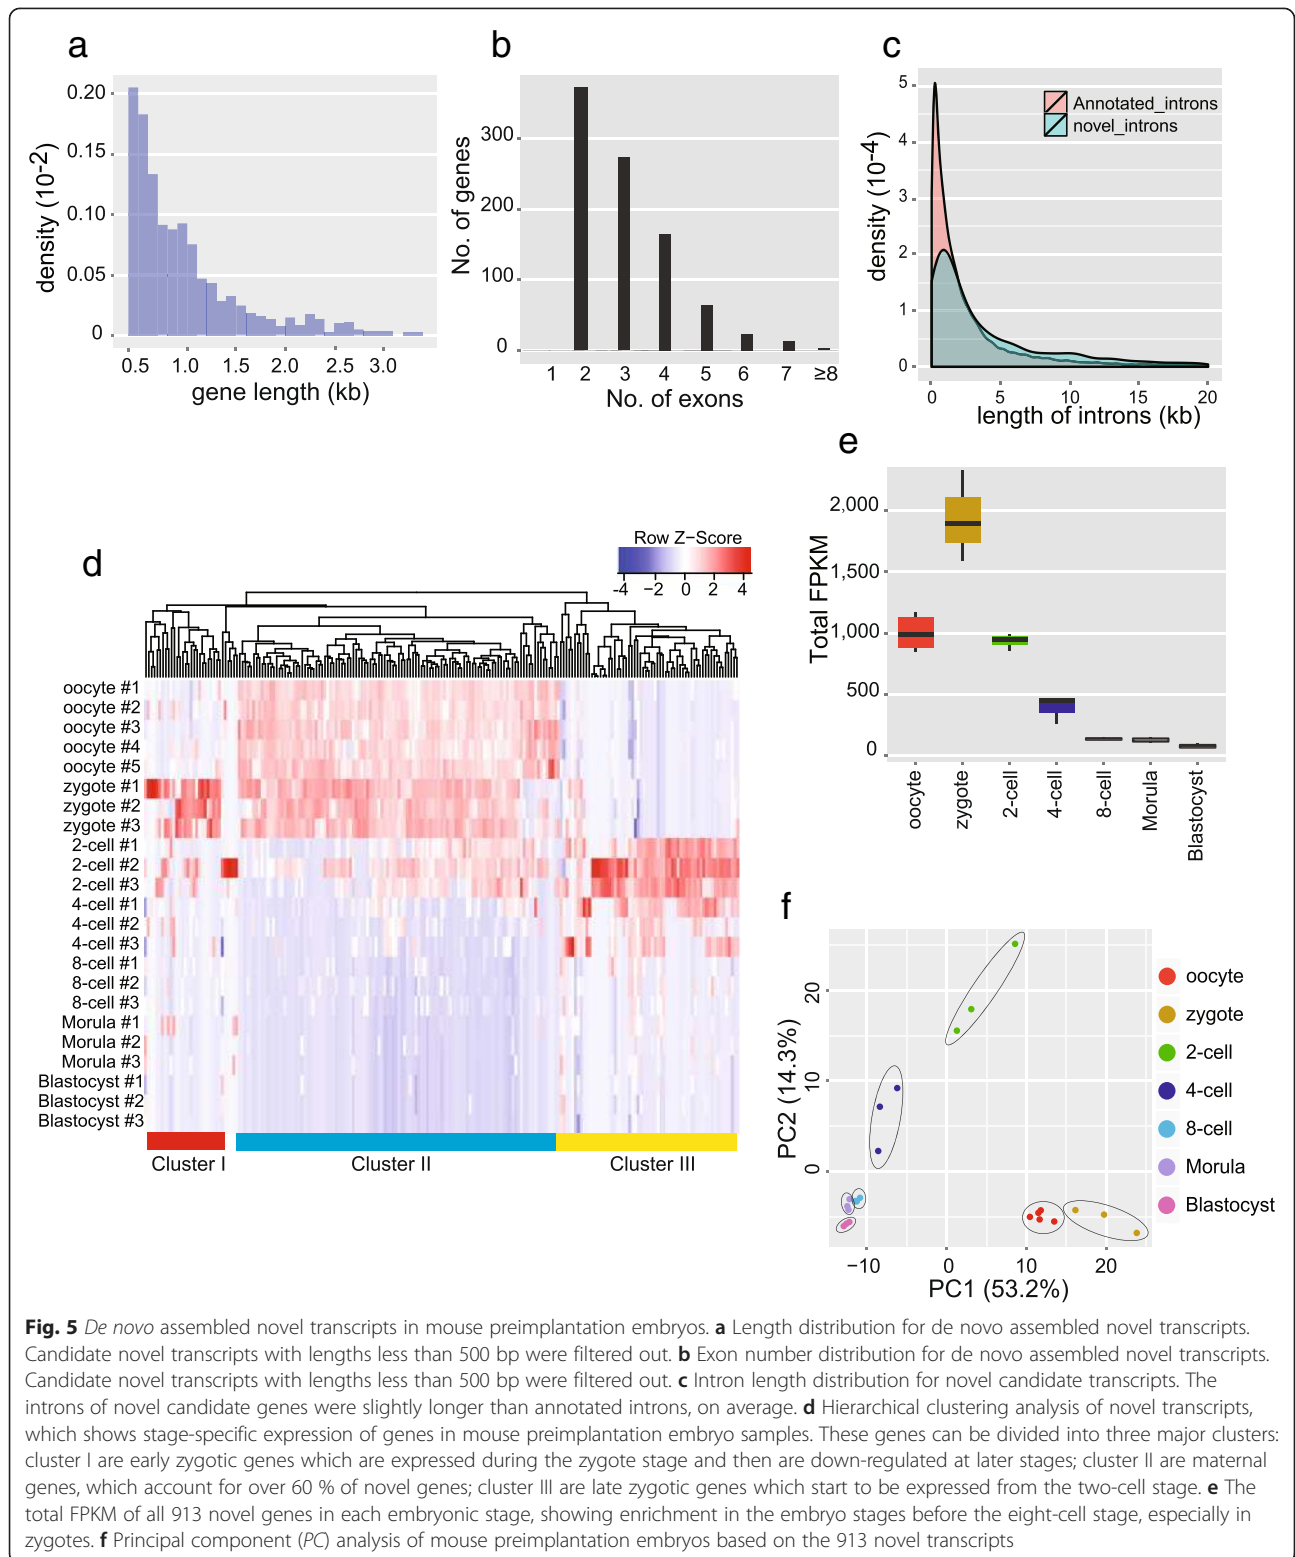 a
0.20
0.15
0.10
0.05
0
density (10-2)
0.5 1.0 1.5 2.0 2.5 3.0
gene length (kb)
b
300
200
100
0
No. of genes
1 2 3 4 5 6 7 ≥8
No. of exons
c
5
4
3
2
1
0
density (10-4)
Annotated_introns
novel_introns
0 5 10 15 20
length of introns (kb)
d
Row Z−Score
-4 −2 0 2 4
oocyte #1
oocyte #2
oocyte #3
oocyte #4
oocyte #5
zygote #1
zygote #2
zygote #3
2-cell #1
2-cell #2
2-cell #3
4-cell #1
4-cell #2
4-cell #3
8-cell #1
8-cell #2
8-cell #3
Morula #1
Morula #2
Morula #3
Blastocyst #1
Blastocyst #2
Blastocyst #3
Cluster I Cluster II Cluster III
e
2,000
1,500
1,000
500
0
Total FPKM
oocyte
zygote
2-cell
4-cell
8-cell
Morula
Blastocyst
f
20
10
0
PC2 (14.3%)
−10 0 10 20
PC1 (53.2%)
oocyte
zygote
2-cell
4-cell
8-cell
Morula
Blastocyst
Fig. 5 De novo assembled novel transcripts in mouse preimplantation embryos. a Length distribution for de novo assembled novel transcripts.
Candidate novel transcripts with lengths less than 500 bp were filtered out. b Exon number distribution for de novo assembled novel transcripts.
Candidate novel transcripts with lengths less than 500 bp were filtered out. c Intron length distribution for novel candidate transcripts. The
introns of novel candidate genes were slightly longer than annotated introns, on average. d Hierarchical clustering analysis of novel transcripts,
which shows stage-specific expression of genes in mouse preimplantation embryo samples. These genes can be divided into three major clusters:
cluster I are early zygotic genes which are expressed during the zygote stage and then are down-regulated at later stages; cluster II are maternal
genes, which account for over 60 % of novel genes; cluster III are late zygotic genes which start to be expressed from the two-cell stage. e The
total FPKM of all 913 novel genes in each embryonic stage, showing enrichment in the embryo stages before the eight-cell stage, especially in
zygotes. f Principal component (PC) analysis of mouse preimplantation embryos based on the 913 novel transcripts